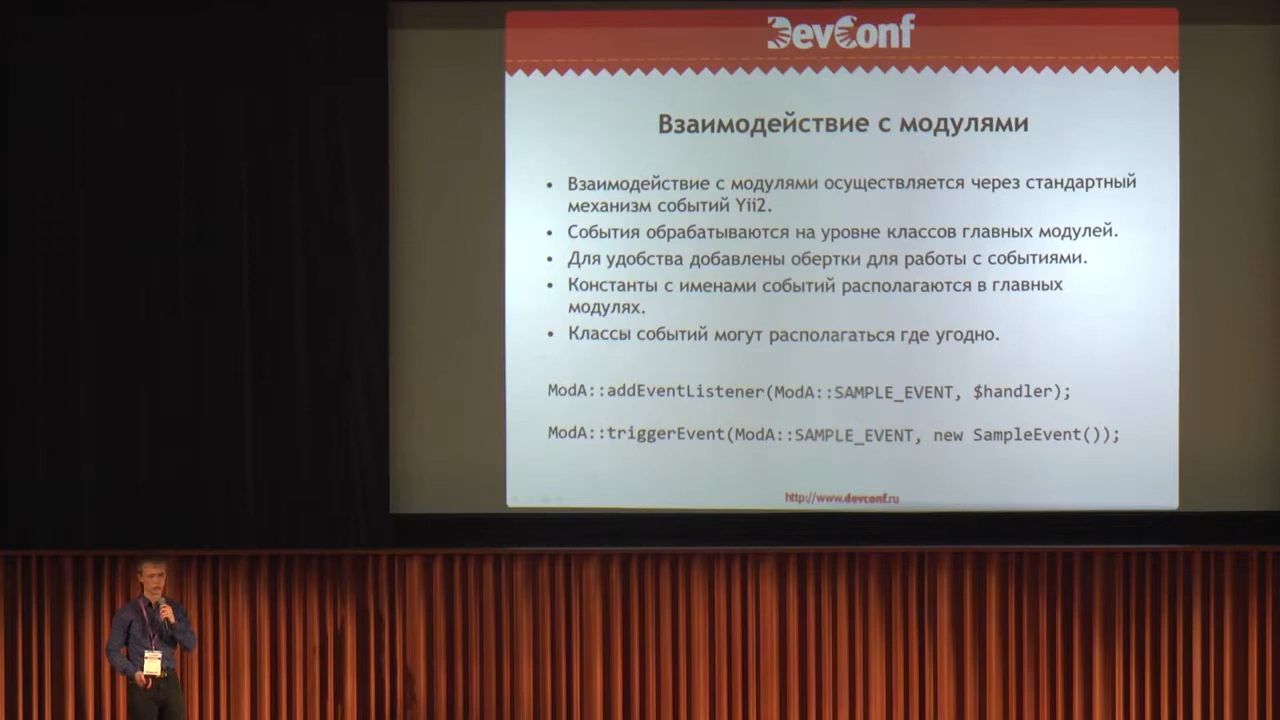 DevConf
Взаимодействие с модулями
• Взаимодействие с модулями осуществляется через стандартный
механизм событий Yii2.
• События обрабатываются на уровне классов главных модулей.
• Для удобства добавлены обертки для работы с событиями.
• Константы с именами событий располагаются в главных
модулях.
• Классы событий могут располагаться где угодно.
ModA::addEventListener(ModA::SAMPLE_EVENT, $handler);
ModA::triggerEvent(ModA::SAMPLE_EVENT, new SampleEvent());
http://www.devconf.ru